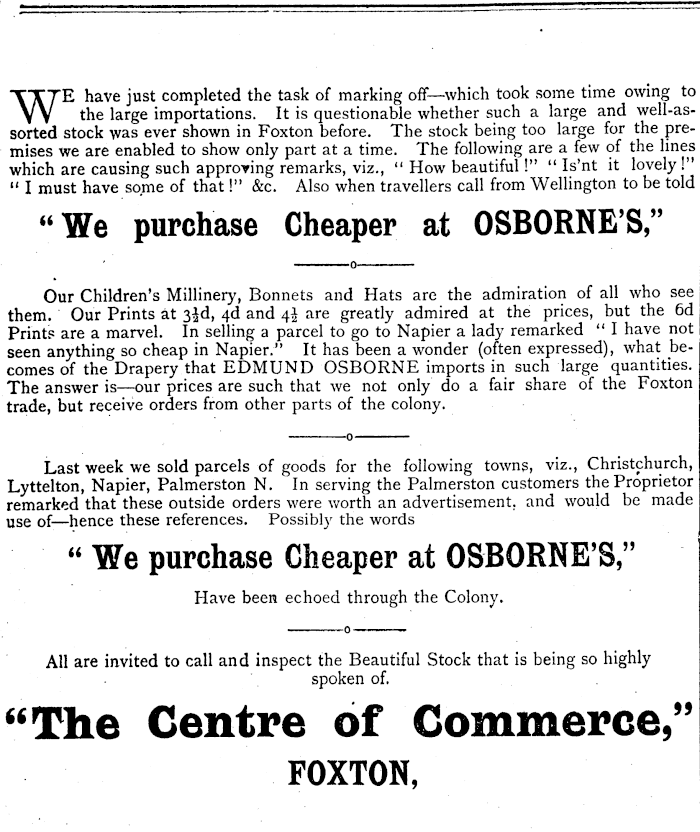 WE have just completed the task of marking off—which took some time owing to
the large importations. It is questionable whether such a large and well-as-
sorted stock was ever shown in Foxton before. The stock being too large for the pre-
mises we are enabled to show only part at a time. The following are a few of the lines
which are causing such approving remarks, viz., “ How beautiful!” “ Is'nt it lovely!”
“ I must have some of that!” &c. Also when travellers call from Wellington to be told
“We purchase Cheaper at OSBORNE'S,”
o
Our Children's Millinery, Bonnets and Hats are the admiration of all who see
them. Our Prints at 3½d, 4d and 4½ are greatly admired at the prices, but the 6d
Prints are a marvel. In selling a parcel to go to Napier a lady remarked “ I have not
seen anything so cheap in Napier.” It has been a wonder (often expressed), what be-
comes of the Drapery that EDMUND OSBORNE imports in such large quantities.
The answer is—our prices are such that we not only do a fair share of the Foxton
trade, but receive orders from other parts of the colony.
o
Last week we sold parcels of goods for the following towns, viz., Christchurch,
Lyttelton, Napier, Palmerston N. In serving the Palmerston customers the Proprietor
remarked that these outside orders were worth an advertisement, and would be made
use of—hence these references. Possibly the words
“ We purchase Cheaper at OSBORNE'S,”
Have been echoed through the Colony.
o
All are invited to call and inspect the Beautiful Stock that is being so highly
spoken of.
“The Centre of Commerce,”
FOXTON,